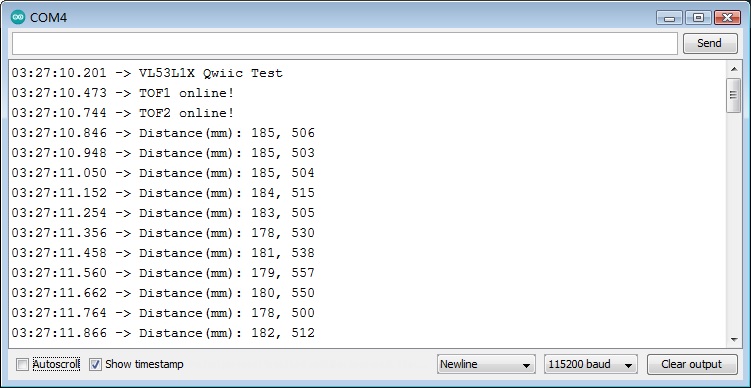 COM4
Send
03:27:10.201 -> VL53L1X Qwiic Test
03:27:10.473 -> TOF1 online!
03:27:10.744 -> TOF2 online!
03:27:10.846 -> Distance(mm): 185, 506
03:27:10.948 -> Distance(mm): 185, 503
03:27:11.050 -> Distance(mm): 185, 504
03:27:11.152 -> Distance(mm): 184, 515
03:27:11.254 -> Distance(mm): 183, 505
03:27:11.356 -> Distance(mm): 178, 530
03:27:11.458 -> Distance(mm): 181, 538
03:27:11.560 -> Distance(mm): 179, 557
03:27:11.662 -> Distance(mm): 180, 550
03:27:11.764 -> Distance(mm): 178, 500
03:27:11.866 -> Distance(mm): 182, 512
Autoscroll Show timestamp Newline 115200 baud Clear output